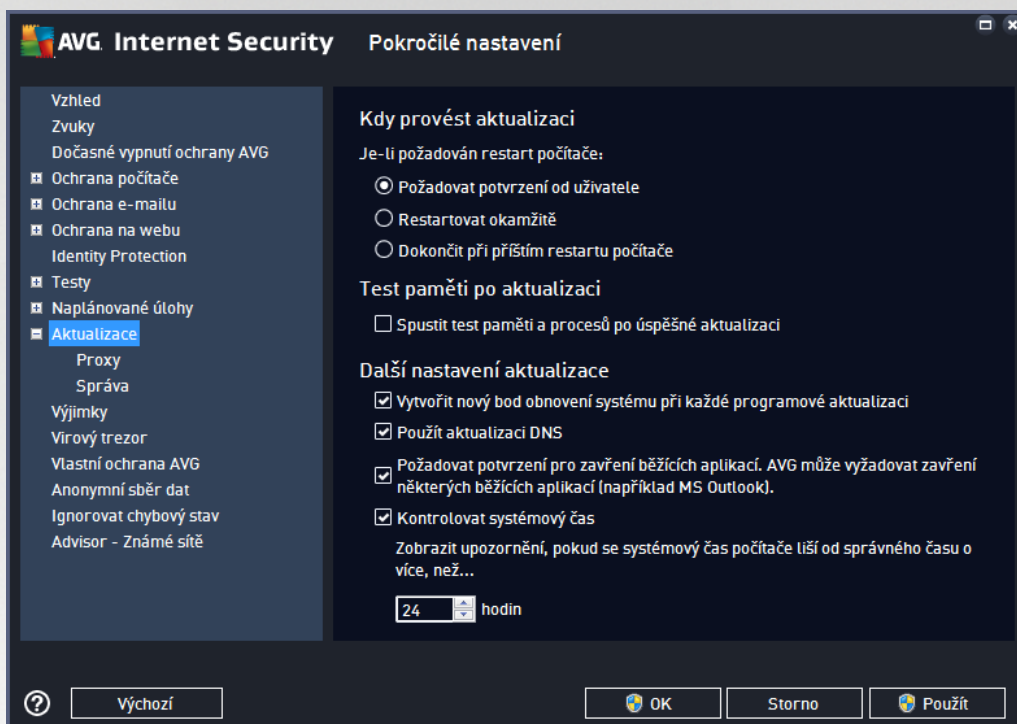 AVG. Internet Security Pokročilé nastavení
Vzhled
Zvuky
Dočasné vypnutí ochrany AVG
Ochrana počítače
Ochrana e-mailu
Ochrana na webu
Identity Protection
Testy
Naplánované úlohy
Aktualizace
Proxy
Správa
Výjimky
Virový trezor
Vlastní ochrana AVG
Anonymní sběr dat
Ignorovat chybový stav
Advisor - Známé sítě
Kdy provést aktualizaci
Je-li požadován restart počítače:
Požadovat potvrzení od uživatele
Restartovat okamžitě
Dokončit při příštím restartu počítače
Test paměti po aktualizaci
Spustit test paměti a procesů po úspěšné aktualizaci
Další nastavení aktualizace
Vytvořit nový bod obnovení systému při každé programové aktualizaci
Použít aktualizaci DNS
Požadovat potvrzení pro zavření běžících aplikací. AVG může vyžadovat zavření
některých běžících aplikací (například MS Outlook).
Kontrolovat systémový čas
Zobrazit upozornění, pokud se systémový čas počítače liší od správného času o
více, než...
24 hodin
? Výchozí OK Storno Použít